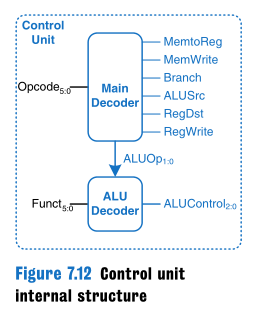 Control
Unit
MemtoReg
MemWrite
Branch
ALUSrc
RegDst
RegWrite
Opcode5:0
Main
Decoder
ALUOp1:0
Funct5:0
ALU
Decoder
ALUControl2:0
Figure 7.12 Control unit
internal structure